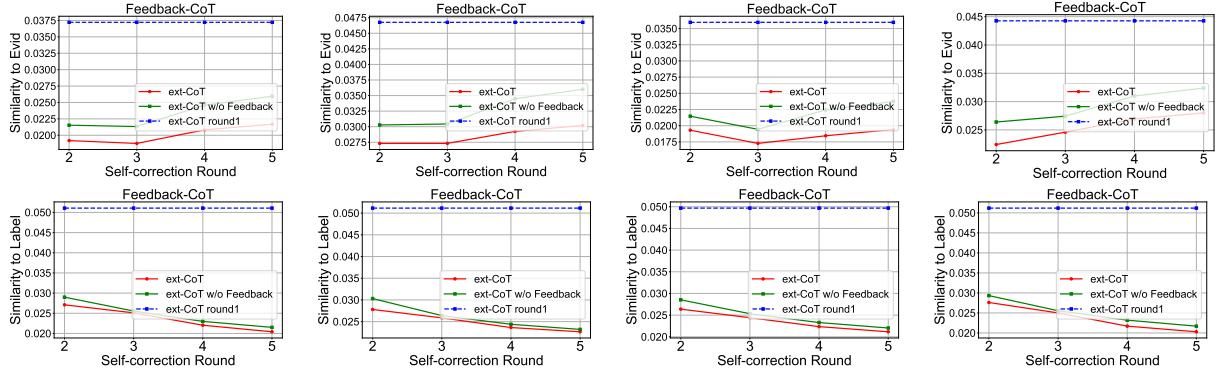 Feedback-CoT
Similarity to Evid
0.0375
0.0350
0.0325
0.0300
0.0275
0.0250
0.0225
0.0200
ext-CoT
ext-CoT w/o Feedback
ext-CoT round1
2 3 4 5
Self-correction Round
Feedback-CoT
Similarity to Evid
0.0475
0.0450
0.0425
0.0400
0.0375
0.0350
0.0325
0.0300
0.0275
ext-CoT
ext-CoT w/o Feedback
ext-CoT round1
2 3 4 5
Self-correction Round
Feedback-CoT
Similarity to Evid
0.0350
0.0325
0.0300
0.0275
0.0250
0.0225
0.0200
0.0175
ext-CoT
ext-CoT w/o Feedback
ext-CoT round1
2 3 4 5
Self-correction Round
Feedback-CoT
Similarity to Evid
0.045
0.040
0.035
0.030
0.025
ext-CoT
ext-CoT w/o Feedback
ext-CoT round1
2 3 4 5
Self-correction Round
Feedback-CoT
Similarity to Label
0.050
0.045
0.040
0.035
0.030
0.025
0.020
ext-CoT
ext-CoT w/o Feedback
ext-CoT round1
2 3 4 5
Self-correction Round
Feedback-CoT
Similarity to Label
0.050
0.045
0.040
0.035
0.030
0.025
ext-CoT
ext-CoT w/o Feedback
ext-CoT round1
2 3 4 5
Self-correction Round
Feedback-CoT
Similarity to Label
0.050
0.045
0.040
0.035
0.030
0.025
0.020
ext-CoT
ext-CoT w/o Feedback
ext-CoT round1
2 3 4 5
Self-correction Round
Feedback-CoT
Similarity to Label
0.050
0.045
0.040
0.035
0.030
0.025
0.020
ext-CoT
ext-CoT w/o Feedback
ext-CoT round1
2 3 4 5
Self-correction Round